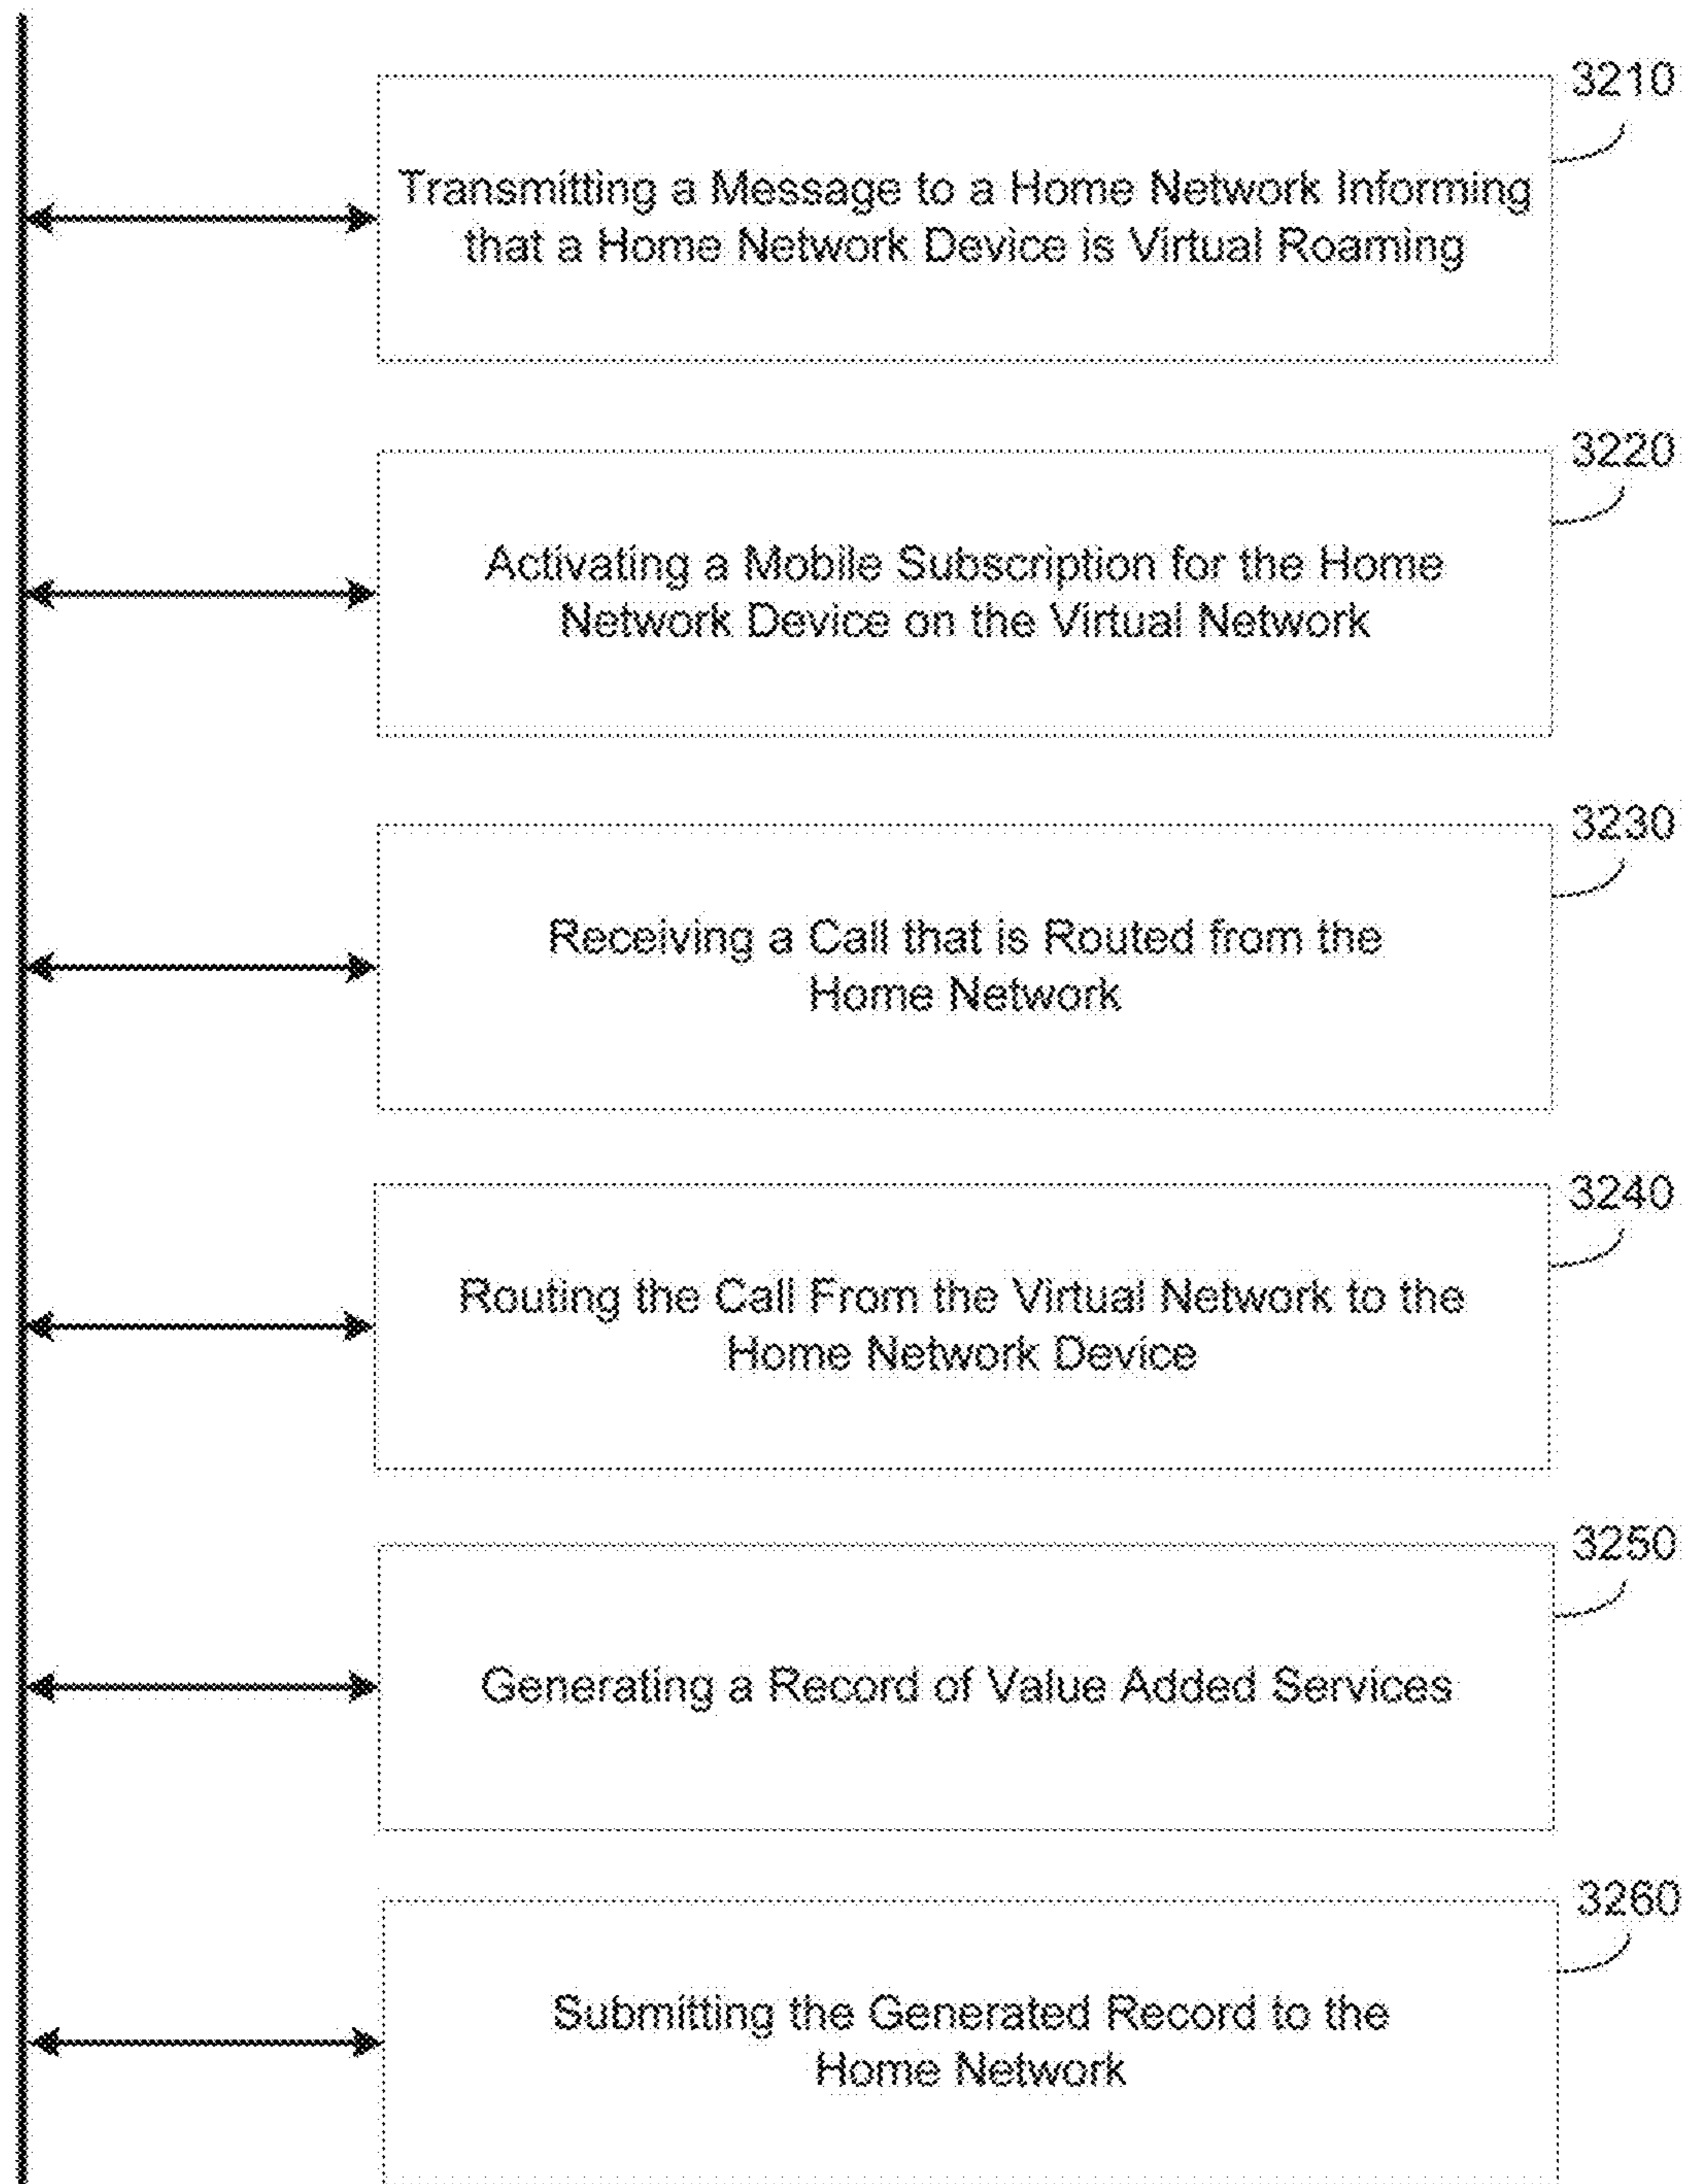 3210
Transmitting a Message to a Home Network Informing
that a Home Network Device is Virtual Roaming
3220
Activating a Mobile Subscription for the Home
Network Device on the Virtual Network
3230
Receiving a Call that is Routed from the
Home Network
3240
Routing the Call From the Virtual Network to the
Home Network Device
3250
Generating a Record of Value Added Services
3260
Submitting the Generated Record to the
Home Network